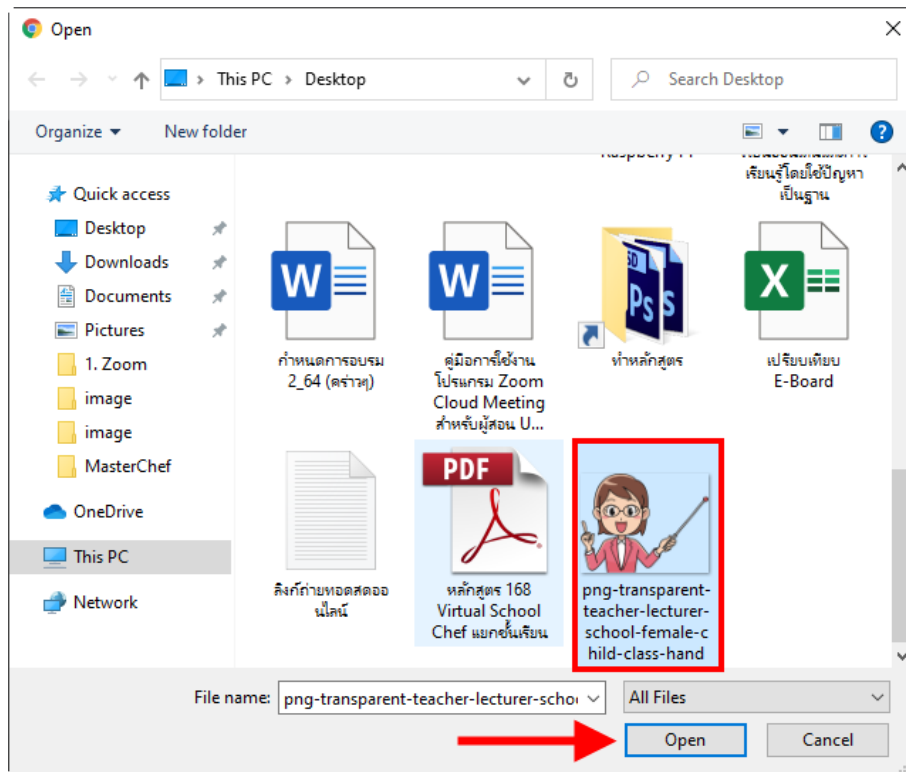 Open
This PC > Desktop
Search Desktop
Organize
New folder
Quick access
Desktop
Downloads
Documents
Pictures
1. Zoom
image
image
MasterChef
OneDrive
This PC
Network
เรียนรู้โดยใช้ปัญหา
เป็นฐาน
W
กำหนดการอบรม
2_64 (คร่าวๆ)
W
คู่มือการใช้งาน
โปรแกรม Zoom
Cloud Meeting
สำหรับผู้สอน U...
Ps
ทำหลักสูตร
X
เปรียบเทียบ
E-Board
ลิงก์ถ่ายทอดสดออ
นไลน์
PDF
หลักสูตร 168
Virtual School
Chef แยกชั้นเรียน
png-transparent-
teacher-lecturer-
school-female-c
hild-class-hand
File name: png-transparent-teacher-lecturer-schoo
All Files
Open
Cancel